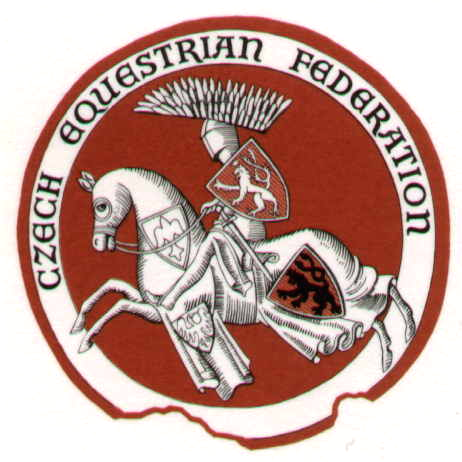 CZECH EQUESTRIAN FEDERATION